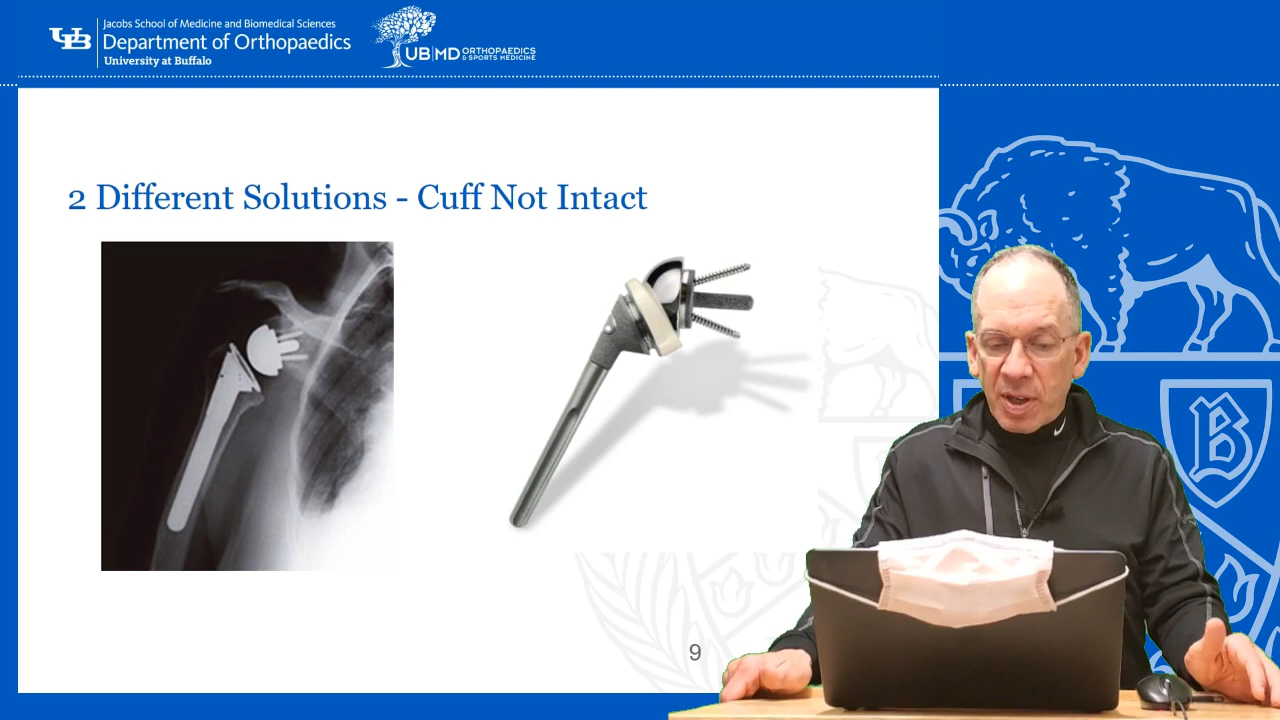 UB
Jacobs School of Medicine and Biomedical Sciences
Department of Orthopaedics
University at Buffalo
UB|MD ORTHOPAEDICS
& SPORTS MEDICINE
2 Different Solutions - Cuff Not Intact
B
9